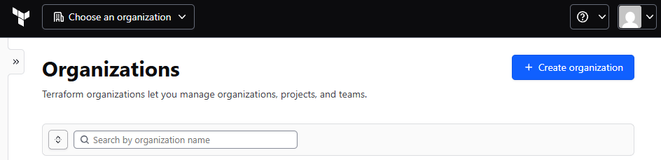 Choose an organization
Organizations
+ Create organization
Terraform organizations let you manage organizations, projects, and teams.
Search by organization name